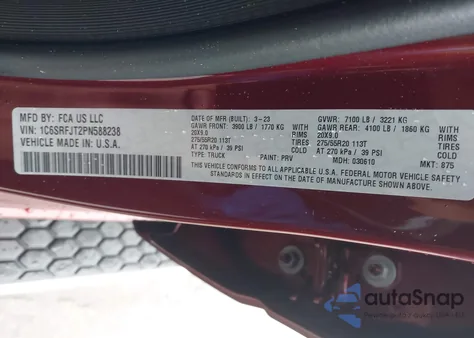 MFD BY: FCA US LLC
DATE OF MFR (BUILT): 3-23
GVWR: 7100 LB / 3221 KG
VIN: 1C6SRFJT2PN588238
GAWR FRONT: 3900 LB / 1770 KG
WITH
GAWR REAR: 4100 LB / 1860 KG
WITH
20X9.0
RIMS
20X9.0
RIMS
VEHICLE MADE IN: U.S.A.
275/55R20 113T
TIRES
275/55R20 113T
TIRES
AT 270 kPa / 39 PSI
COLD
AT 270 kPa / 39 PSI
COLD
TYPE: TRUCK
PAINT: PRV
MDH: 030610
MKT: 875
THIS VEHICLE CONFORMS TO ALL APPLICABLE U.S.A. FEDERAL MOTOR VEHICLE SAFETY
STANDARDS IN EFFECT ON THE DATE OF MANUFACTURE SHOWN ABOVE
autoSnap